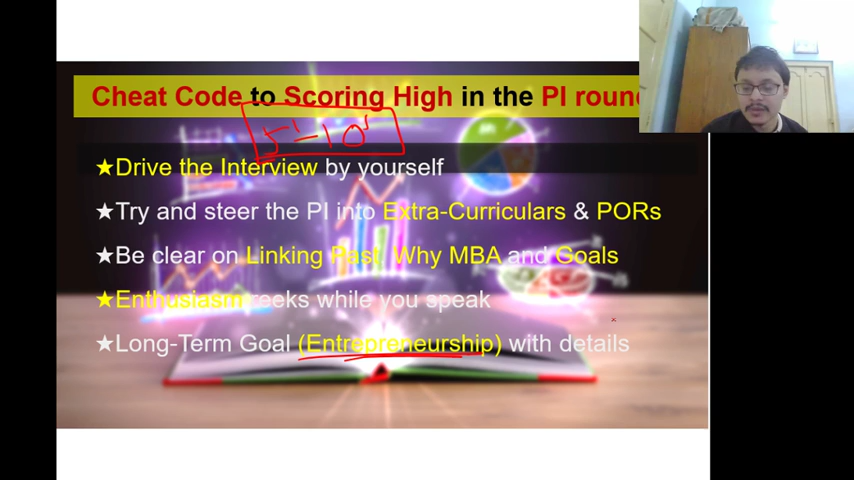 Cheat Code to Scoring High in the PI roun
5'-10'
★Drive the Interview by yourself
★Try and steer the PI into Extra-Curriculars & PORs
★Be clear on Linking Past, Why MBA and Goals
★Enthusiasm reeks while you speak
★Long-Term Goal (Entrepreneurship) with details